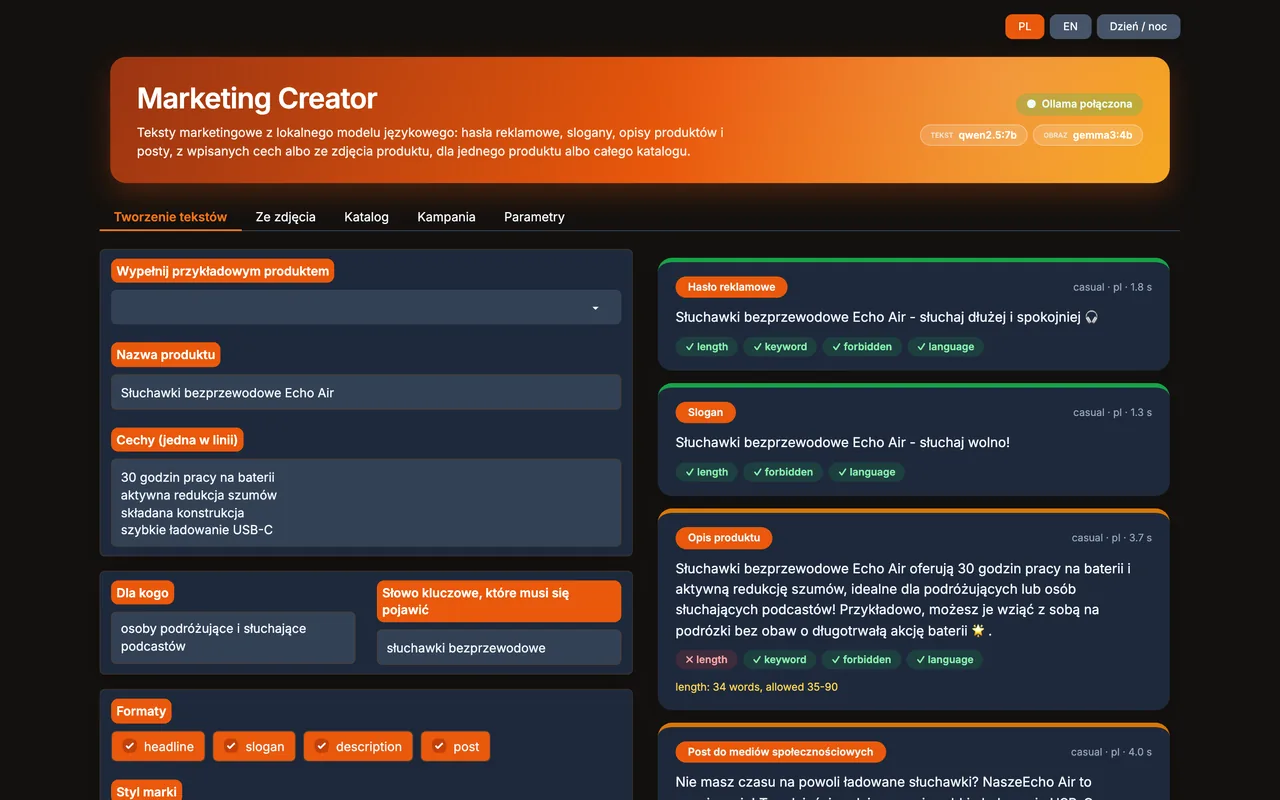 PL
EN
Dzień / noc
Marketing Creator
Teksty marketingowe z lokalnego modelu językowego: hasła reklamowe, slogany, opisy produktów i
posty, z wpisanych cech albo ze zdjęcia produktu, dla jednego produktu albo całego katalogu.
Ollama połączona
TEKST qwen2.5:7b
OBRAZ gemma3:4b
Tworzenie tekstów
Ze zdjęcia
Katalog
Kampania
Parametry
Wypełnij przykładowym produktem
Nazwa produktu
Słuchawki bezprzewodowe Echo Air
Cechy (jedna w linii)
30 godzin pracy na baterii
aktywna redukcja szumów
składana konstrukcja
szybkie ładowanie USB-C
Dla kogo
osoby podróżujące i słuchające
podcastów
Słowo kluczowe, które musi się
pojawić
słuchawki bezprzewodowe
Formaty
headline
slogan
description
post
Styl marki
Hasło reklamowe
casual · pl · 1.8 s
Słuchawki bezprzewodowe Echo Air - słuchaj dłużej i spokojniej 🎧
✓ length
✓ keyword
✓ forbidden
✓ language
Slogan
casual · pl · 1.3 s
Słuchawki bezprzewodowe Echo Air - słuchaj wolno!
✓ length
✓ forbidden
✓ language
Opis produktu
casual · pl · 3.7 s
Słuchawki bezprzewodowe Echo Air oferują 30 godzin pracy na baterii i
aktywną redukcję szumów, idealne dla podróżujących lub osób
słuchających podcastów! Przykładowo, możesz je wziąć z sobą na
podrózki bez obaw o długotrwałą akcję baterii 🌟 .
✕ length
✓ keyword
✓ forbidden
✓ language
length: 34 words, allowed 35-90
Post do mediów społecznościowych
casual · pl · 4.0 s
Nie masz czasu na powoli ładowane słuchawki? NaszeEcho Air to